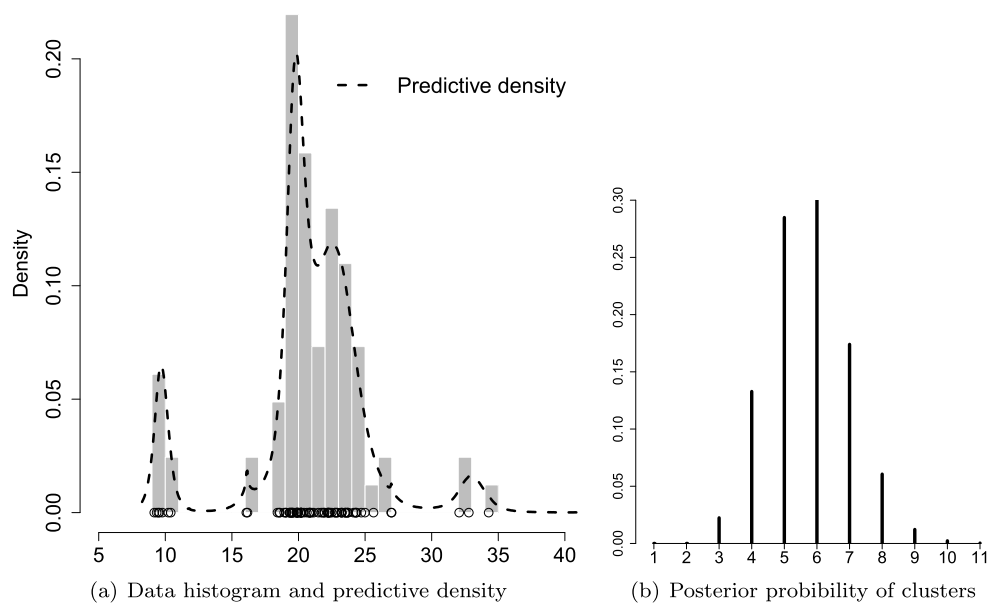 Density
0.20
0.15
0.10
0.05
0.00
Predictive density
5 10 15 20 25 30 35 40
(a) Data histogram and predictive density
0.30
0.25
0.20
0.15
0.10
0.05
0.00
1 2 3 4 5 6 7 8 9 10 11
(b) Posterior probibility of clusters